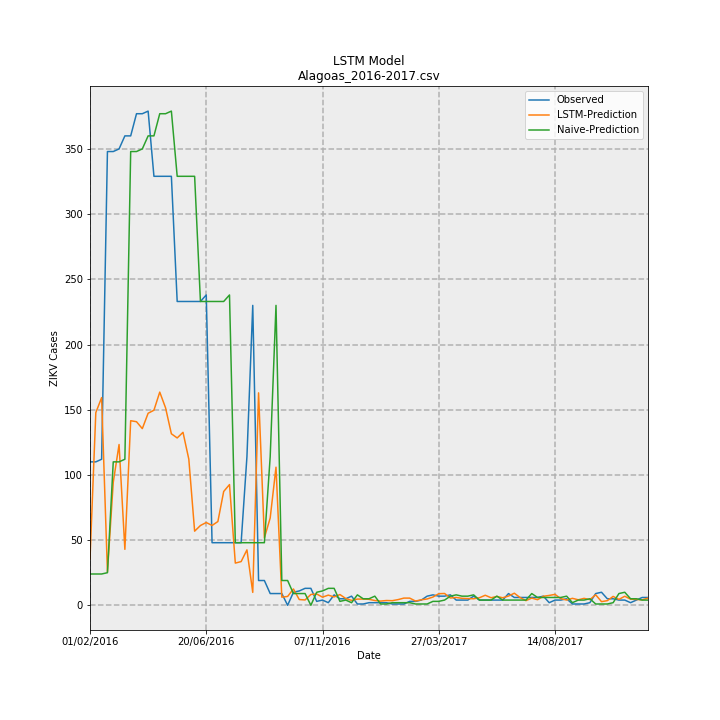 LSTM Model
Alagoas_2016-2017.csv
Observed
LSTM-Prediction
Naive-Prediction
350
300
250
200
150
100
50
0
ZIKV Cases
01/02/2016 20/06/2016 07/11/2016 27/03/2017 14/08/2017
Date